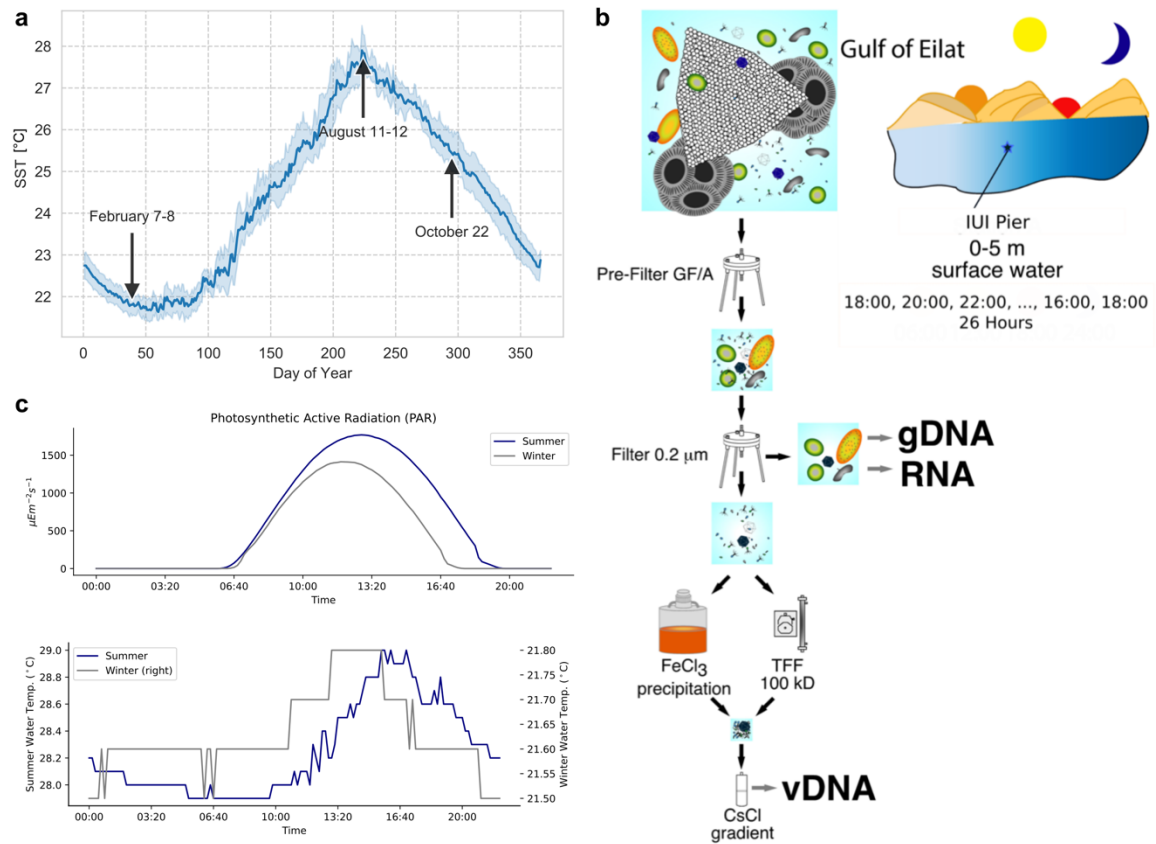 a
28
27
26
25
24
23
22
SST [°C]
August 11-12
February 7-8
October 22
0
50
100
150
200
250
300
350
Day of Year
b
Gulf of Eilat
IUI Pier
0-5 m
surface water
18:00, 20:00, 22:00, ..., 16:00, 18:00
26 Hours
Pre-Filter GF/A
Filter 0.2 μm
gDNA
RNA
FeCl3
precipitation
TFF
100 kD
CsCl
gradient
vDNA
c
Photosynthetic Active Radiation (PAR)
Summer
Winter
1500
1000
500
0
μEm⁻²s⁻¹
00:00
03:20
06:40
10:00
13:20
16:40
20:00
Time
Summer
Winter (right)
29.0
28.8
28.6
28.4
28.2
28.0
Summer Water Temp. (°C)
21.80
21.75
21.70
21.65
21.60
21.55
21.50
Winter Water Temp. (°C)
00:00
03:20
06:40
10:00
13:20
16:40
20:00
Time